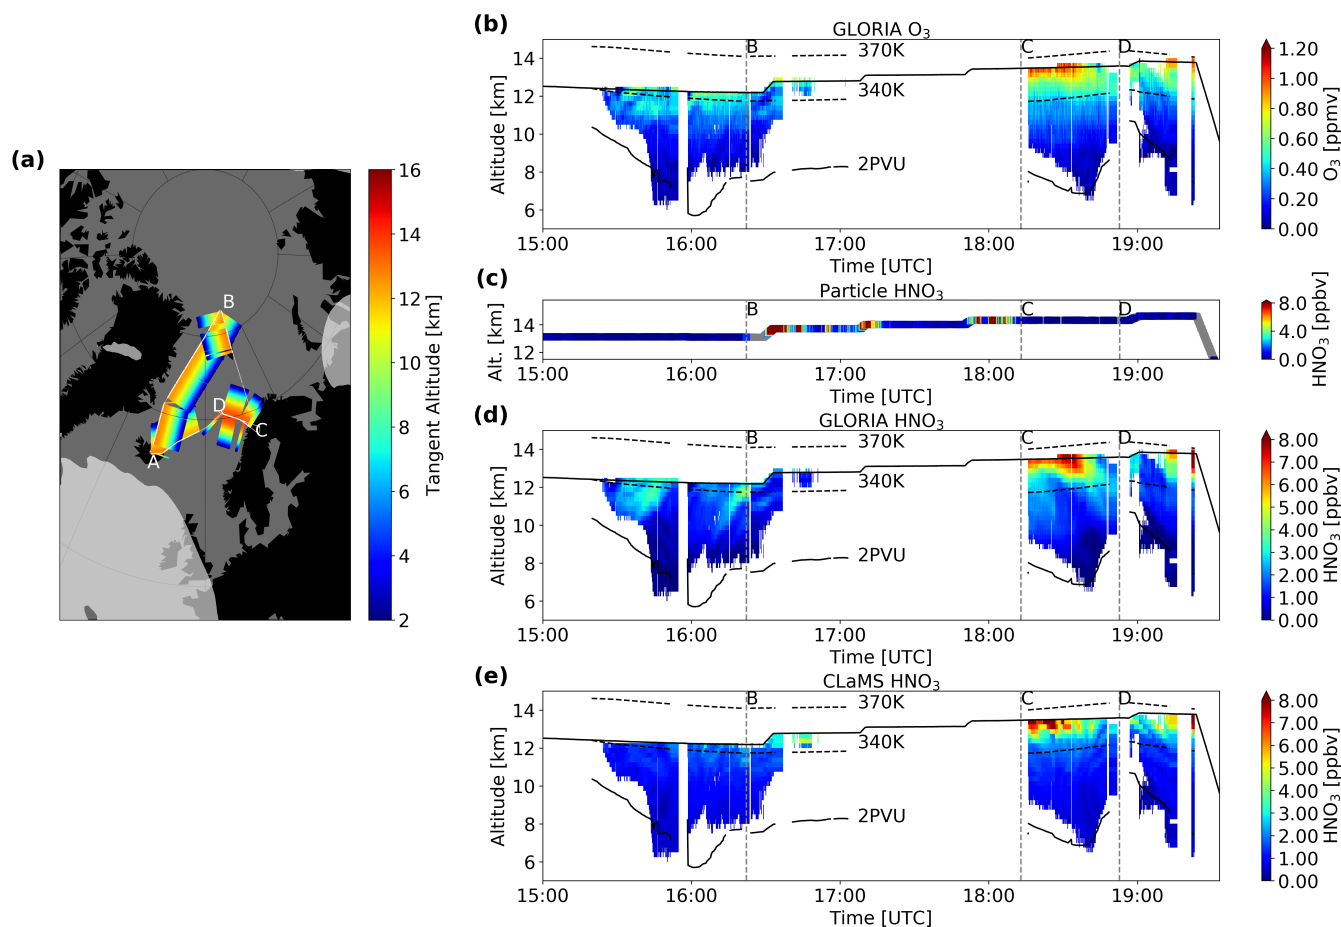 (a)
B
D
C
A
16
14
12
10
8
6
4
2
Tangent Altitude [km]
(b)
GLORIA O3
B
C
D
370K
340K
2PVU
14
12
10
8
6
Altitude [km]
15:00 16:00 17:00 18:00 19:00
Time [UTC]
1.20
1.00
0.80
0.60
0.40
0.20
0.00
O3 [ppmv]
(c)
Particle HNO3
B
C
D
14
12
Alt. [km]
15:00 16:00 17:00 18:00 19:00
Time [UTC]
8.0
4.0
0.0
HNO3 [ppbv]
(d)
GLORIA HNO3
B
C
D
370K
340K
2PVU
14
12
10
8
6
Altitude [km]
15:00 16:00 17:00 18:00 19:00
Time [UTC]
8.00
7.00
6.00
5.00
4.00
3.00
2.00
1.00
0.00
HNO3 [ppbv]
(e)
CLaMS HNO3
B
C
D
370K
340K
2PVU
14
12
10
8
6
Altitude [km]
15:00 16:00 17:00 18:00 19:00
Time [UTC]
8.00
7.00
6.00
5.00
4.00
3.00
2.00
1.00
0.00
HNO3 [ppbv]